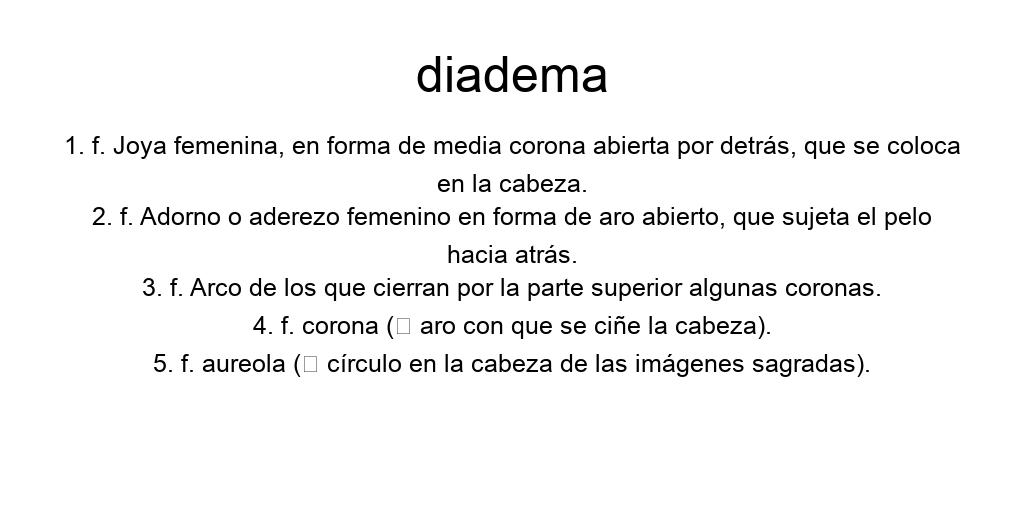 diadema
1. f. Joya femenina, en forma de media corona abierta por detrás, que se coloca
en la cabeza.
2. f. Adorno o aderezo femenino en forma de aro abierto, que sujeta el pelo
hacia atrás.
3. f. Arco de los que cierran por la parte superior algunas coronas.
4. f. corona (□ aro con que se ciñe la cabeza).
5. f. aureola (□ círculo en la cabeza de las imágenes sagradas).